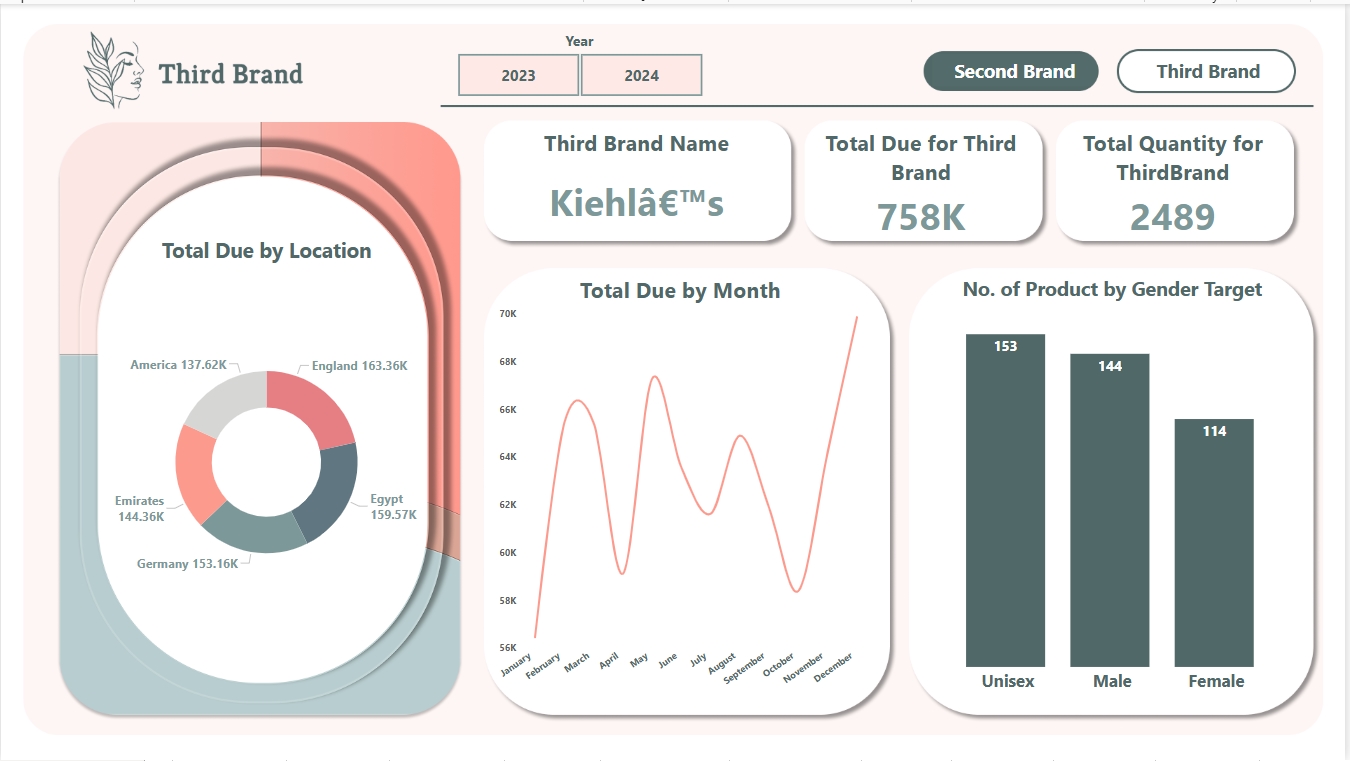 Third Brand
Year
2023
2024
Second Brand
Third Brand
Total Due by Location
America 137.62K
England 163.36K
Emirates
144.36K
Egypt
159.57K
Germany 153.16K
Third Brand Name
Kiehlâ€™s
Total Due for Third
Brand
758K
Total Quantity for
ThirdBrand
2489
Total Due by Month
70K
68K
66K
64K
62K
60K
58K
56K
January
February
March
April
May
June
July
August
September
October
November
December
No. of Product by Gender Target
153
144
114
Unisex
Male
Female